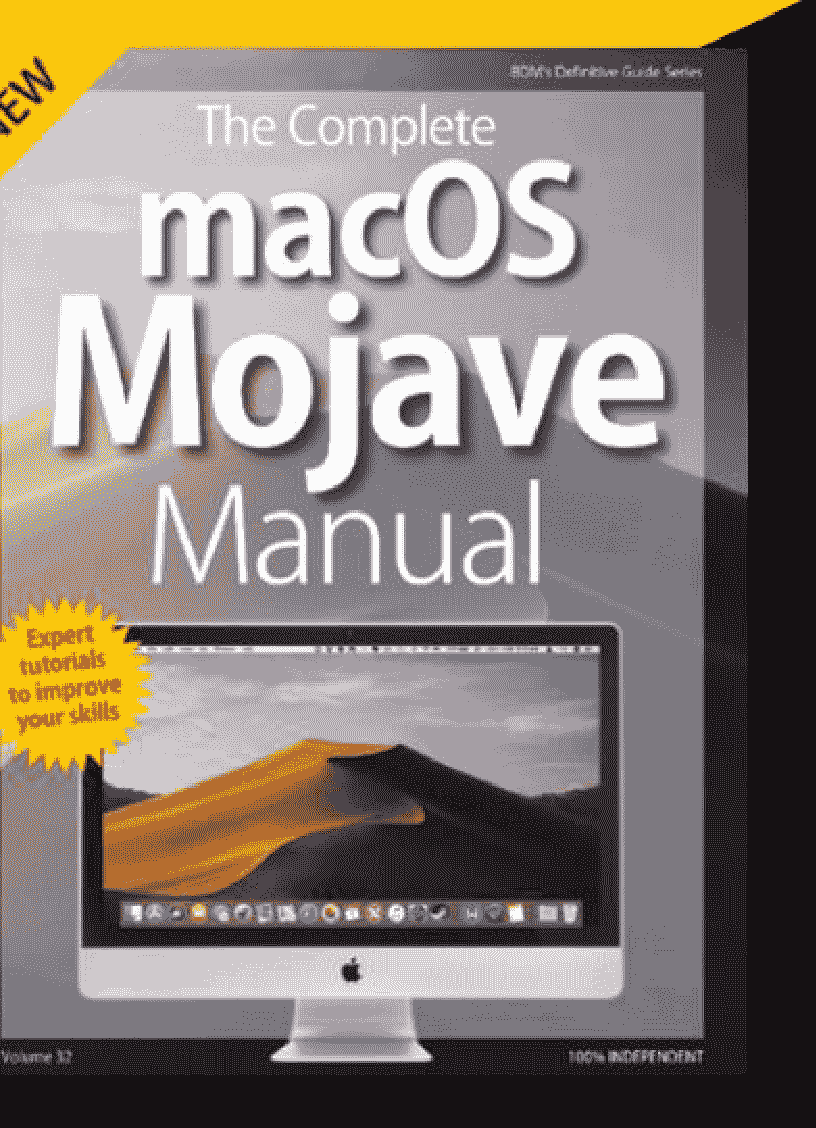 NEW
BDM's Definitive Guide Series
The Complete
macOS
Mojave
Manual
Expert
tutorials
to improve
your skills
Volume 32
100% INDEPENDENT